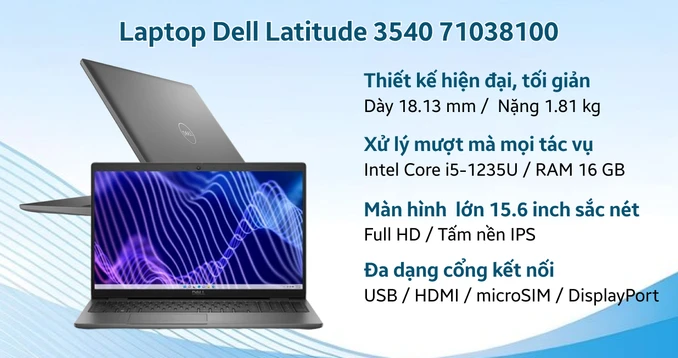 Laptop Dell Latitude 3540 71038100
Thiết kế hiện đại, tối giản
Dày 18.13 mm / Nặng 1.81 kg
Xử lý mượt mà mọi tác vụ
Intel Core i5-1235U / RAM 16 GB
Màn hình lớn 15.6 inch sắc nét
Full HD / Tấm nền IPS
Đa dạng cổng kết nối
USB / HDMI / microSIM / DisplayPort
DELL
DELL